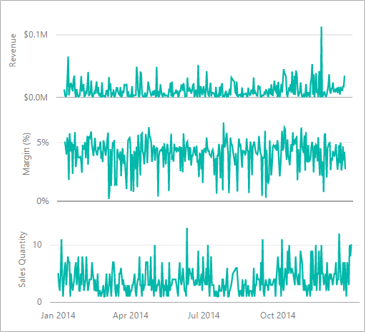 Revenue
$0.1M
$0.0M
Margin (%)
5%
0%
Sales Quantity
10
0
Jan 2014 Apr 2014 Jul 2014 Oct 2014